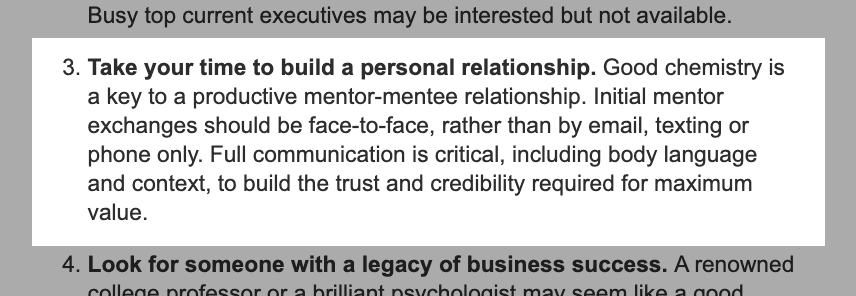 Busy top current executives may be interested but not available.
3. Take your time to build a personal relationship. Good chemistry is
a key to a productive mentor-mentee relationship. Initial mentor
exchanges should be face-to-face, rather than by email, texting or
phone only. Full communication is critical, including body language
and context, to build the trust and credibility required for maximum
value.
4. Look for someone with a legacy of business success. A renowned
college professor or a brilliant psychologist may seem like a good